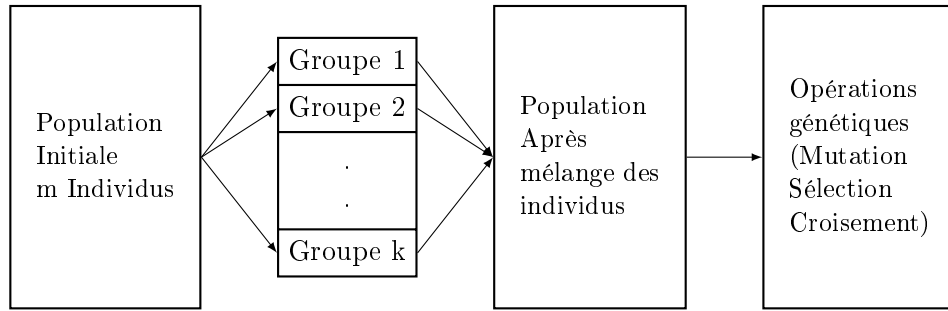 Population
Initiale
m Individus
Groupe 1
Groupe 2
.
.
Groupe k
Population
Après
mélange des
individus
Opérations
génétiques
(Mutation
Sélection
Croisement)